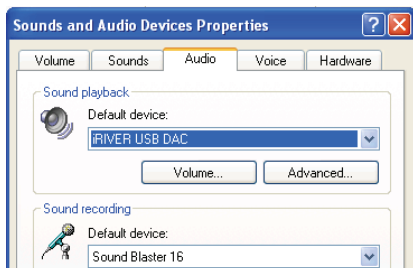 Sounds and Audio Devices Properties
Volume Sounds Audio Voice Hardware
Sound playback
Default device:
iRIVER USB DAC
Volume... Advanced...
Sound recording
Default device:
Sound Blaster 16